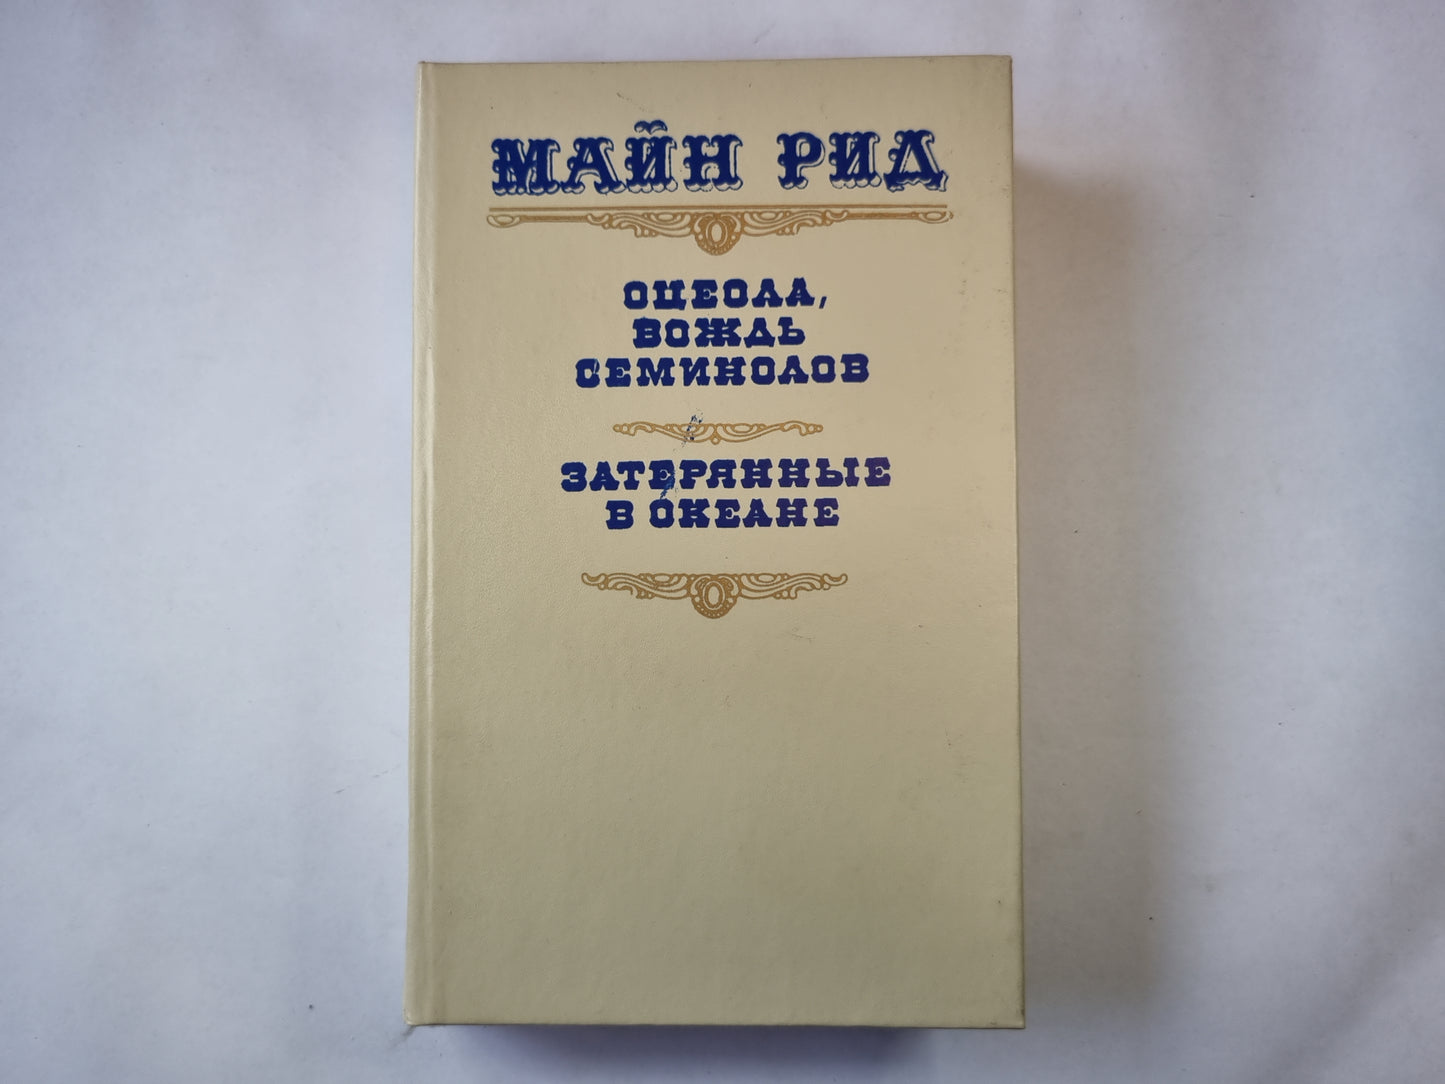 МАЙН РИД
ОЦЕОЛА,
ВОЖДЬ
СЕМИНОЛОВ
ЗАТЕРЯННЫЕ
В ОКЕАНЕ